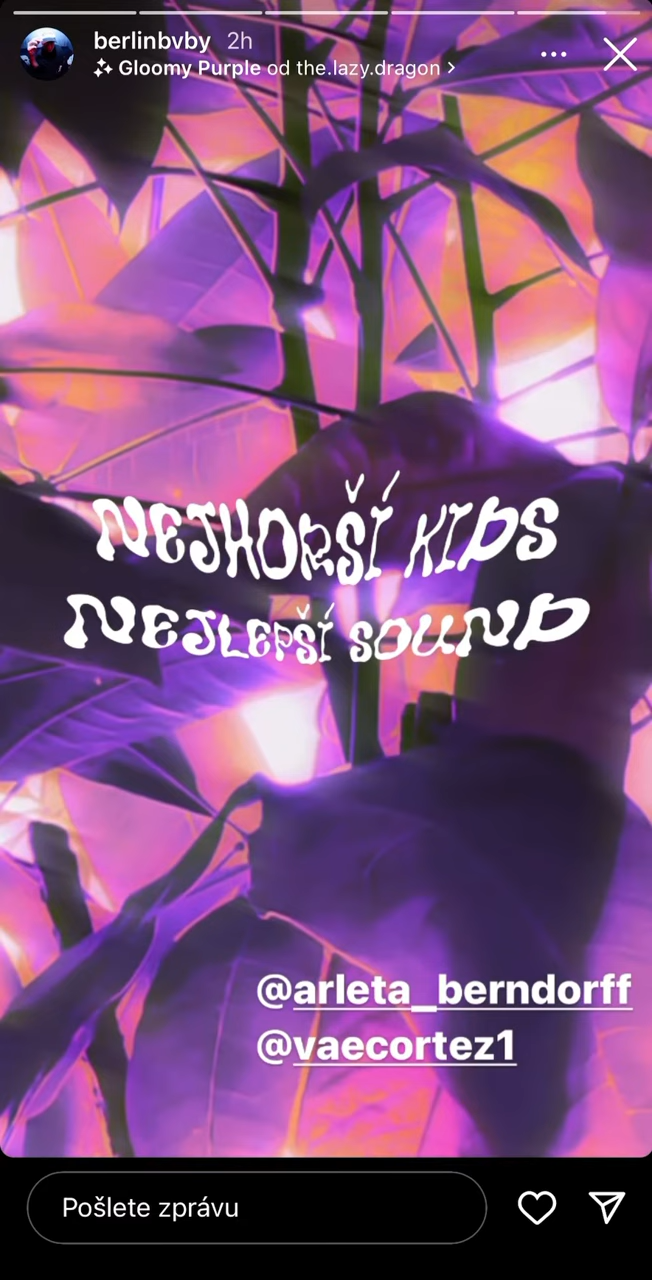 berlinbvby 2h
Gloomy Purple od the.lazy.dragon
NEJHORŠÍ KIDS
NEJLEPŠÍ SOUND
@arleta_berndorff
@vaecortez1
Pošlete zprávu